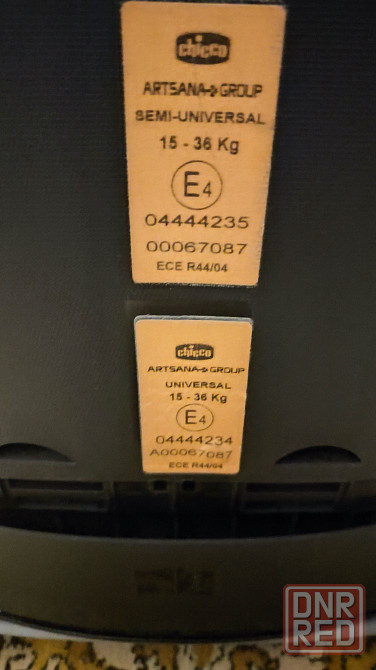 chicco
ARTSANA GROUP
SEMI-UNIVERSAL
15 - 36 Kg
E4
04444235
00067087
ECE R44/04
chicco
ARTSANA GROUP
UNIVERSAL
15 - 36 Kg
E4
04444234
A00067087
ECE R44/04
DNR
RED